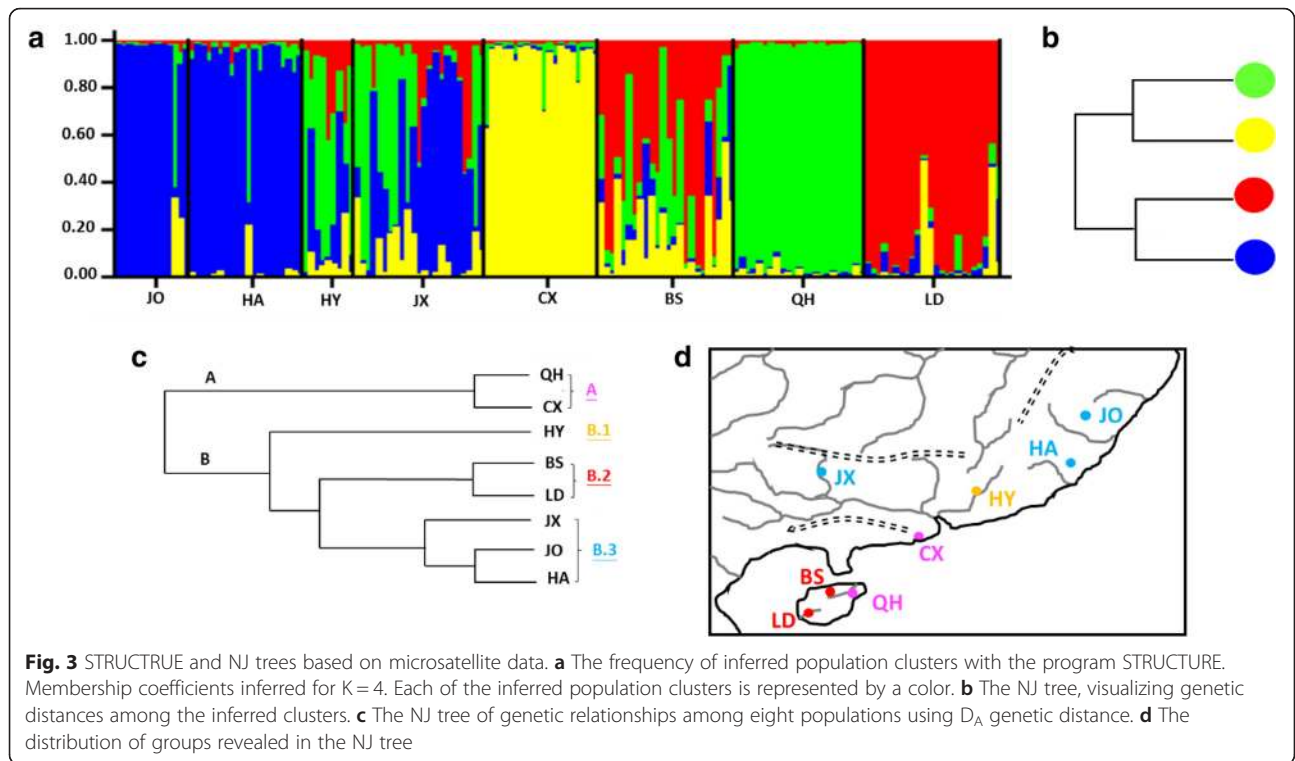 a
1.00
0.80
0.60
0.40
0.20
0.00
JO HA HY JX CX BS QH LD
b
c
A
B
QH
CX
A
HY
B.1
BS
LD
B.2
JX
JO
HA
B.3
d
JO
HA
JX
HY
CX
BS
QH
LD
Fig. 3 STRUCTRUE and NJ trees based on microsatellite data. a The frequency of inferred population clusters with the program STRUCTURE.
Membership coefficients inferred for K = 4. Each of the inferred population clusters is represented by a color. b The NJ tree, visualizing genetic
distances among the inferred clusters. c The NJ tree of genetic relationships among eight populations using DA genetic distance. d The
distribution of groups revealed in the NJ tree